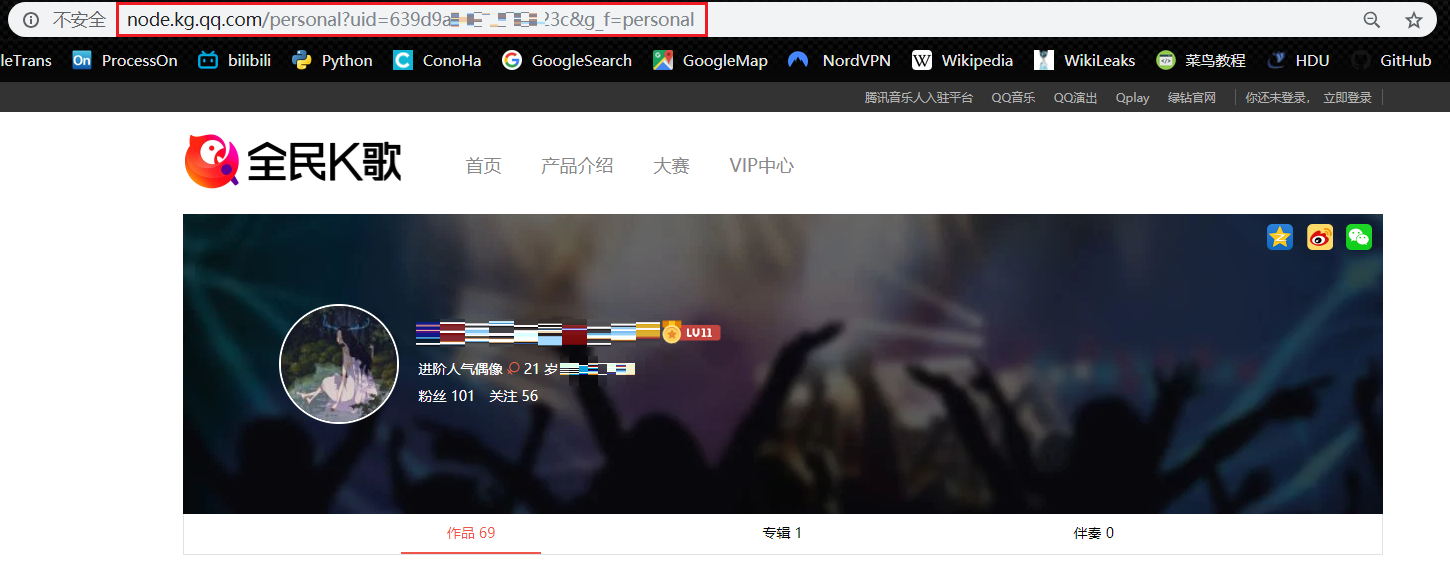 不安全 node.kg.qq.com/personal?uid=639d9a 23c&g_f=personal
leTrans ProcessOn bilibili Python ConoHa GoogleSearch GoogleMap NordVPN Wikipedia WikiLeaks 菜鸟教程 HDU GitHub
腾讯音乐人入驻平台 QQ音乐 QQ演出 Qplay 绿钻官网 你还未登录， 立即登录
全民K歌 首页 产品介绍 大赛 VIP中心
LV11
进阶人气偶像 21 岁
粉丝 101 关注 56
作品 69 专辑 1 伴奏 0